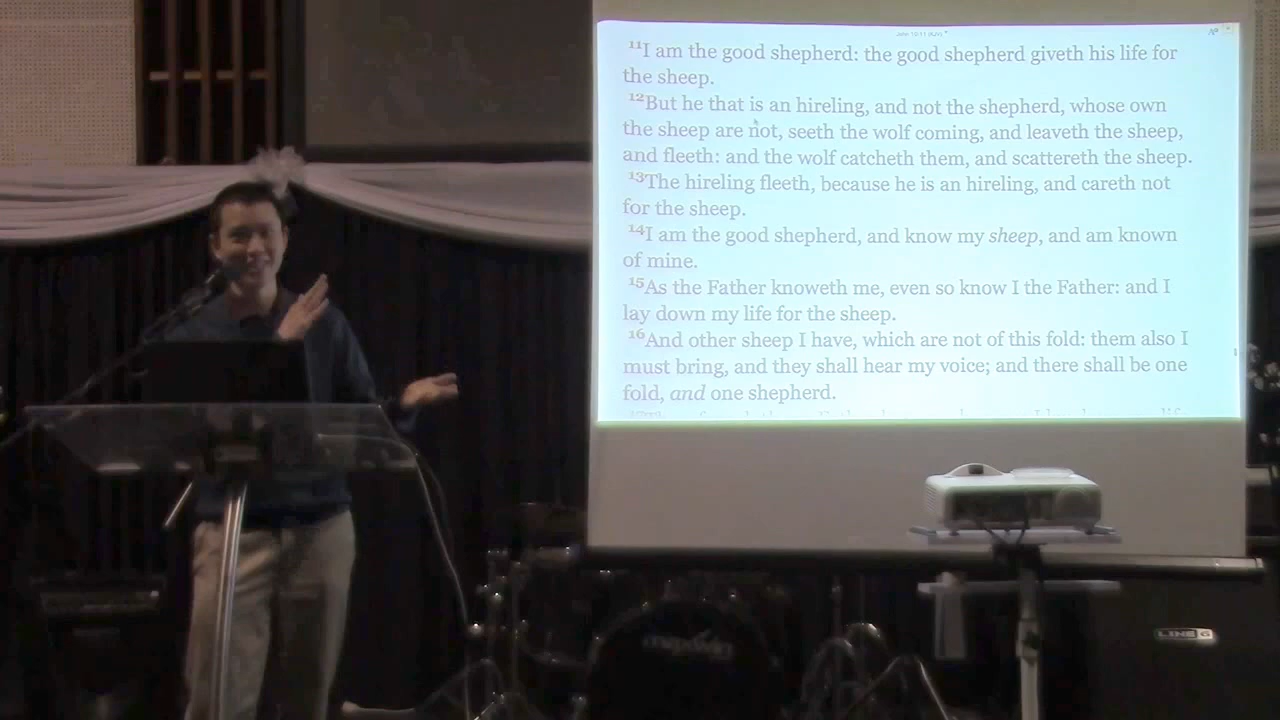 John 10:11 (KJV)
¹¹I am the good shepherd: the good shepherd giveth his life for
the sheep.
¹²But he that is an hireling, and not the shepherd, whose own
the sheep are not, seeth the wolf coming, and leaveth the sheep,
and fleeth: and the wolf catcheth them, and scattereth the sheep.
¹³The hireling fleeth, because he is an hireling, and careth not
for the sheep.
¹⁴I am the good shepherd, and know my sheep, and am known
of mine.
¹⁵As the Father knoweth me, even so know I the Father: and I
lay down my life for the sheep.
¹⁶And other sheep I have, which are not of this fold: them also I
must bring, and they shall hear my voice; and there shall be one
fold, and one shepherd.
LINE 6
mapex